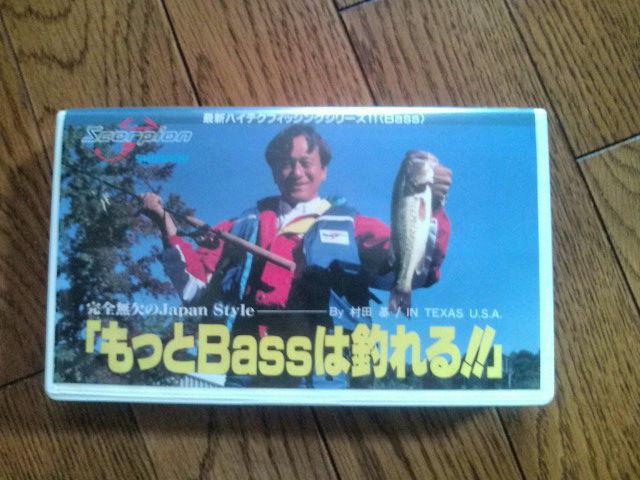 最新ハイテクフィッシングシリーズ11〈Bass〉
Scorpion
SHIMANO
完全無欠のJapan Style————By 村田 基 / IN TEXAS U.S.A.
「もっとBassは釣れる!!」